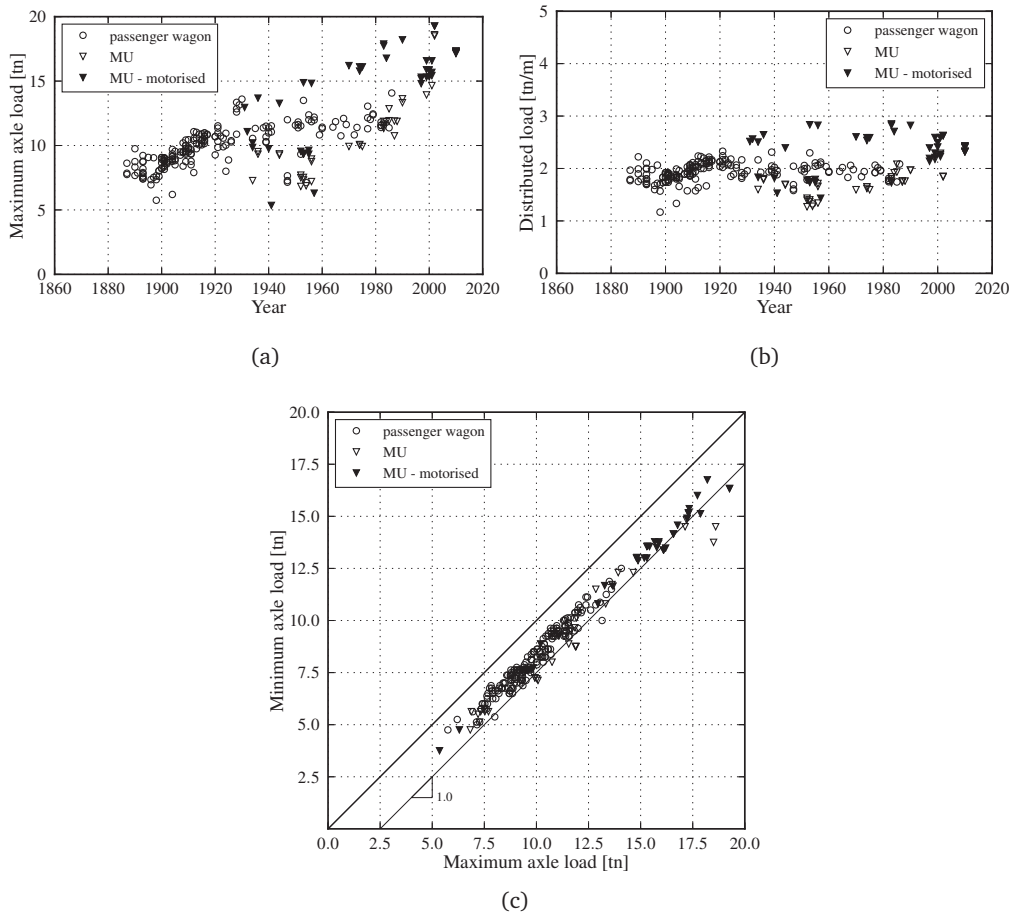 20
15
10
5
0
Maximum axle load [tn]
passenger wagon
MU
MU - motorised
1860 1880 1900 1920 1940 1960 1980 2000 2020
Year
(a)
5
4
3
2
1
0
Distributed load [tn/m]
passenger wagon
MU
MU - motorised
1860 1880 1900 1920 1940 1960 1980 2000 2020
Year
(b)
20.0
17.5
15.0
12.5
10.0
7.5
5.0
2.5
Minimum axle load [tn]
passenger wagon
MU
MU - motorised
1.0
0.0 2.5 5.0 7.5 10.0 12.5 15.0 17.5 20.0
Maximum axle load [tn]
(c)